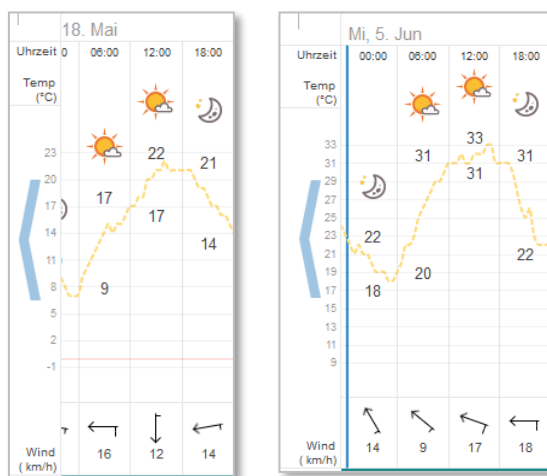 18. Mai
Uhrzeit 0 06:00 12:00 18:00
Temp
(°C)
23
20
17
14
11
8
5
2
-1
22 21
17 17
14
9
Wind
(km/h)
16 12 14
Mi, 5. Jun
Uhrzeit 00:00 06:00 12:00 18:00
Temp
(°C)
33
31
29
27
25
23
21
19
17
15
13
11
9
33
31 31 31
22 22
20
18
Wind
(km/h)
14 9 17 18